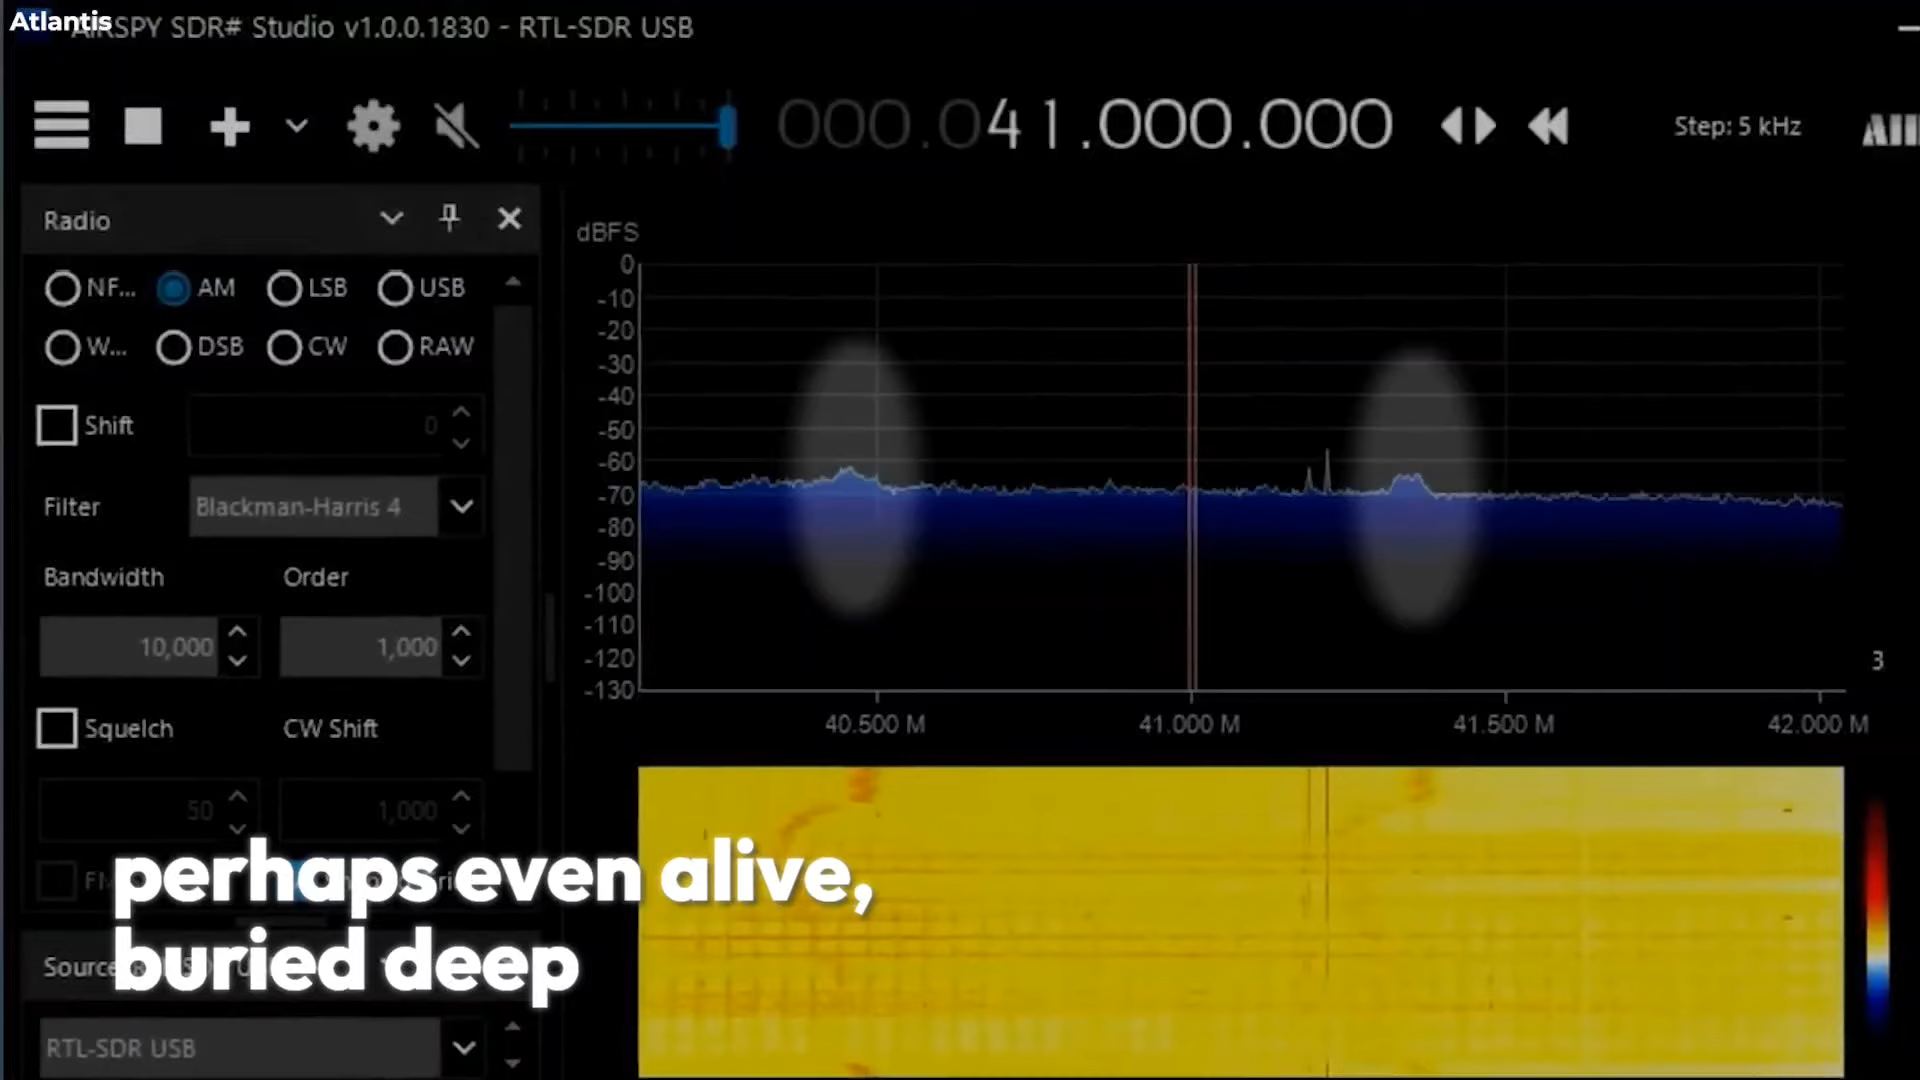 Atlantis
AIRSPY SDR# Studio v1.0.0.1830 - RTL-SDR USB
000.041.000.000
Step: 5 kHz
Radio
NF... AM LSB USB
W... DSB CW RAW
Shift 0
Filter Blackman-Harris 4
Bandwidth Order
10,000 1,000
Squelch CW Shift
50 1,000
dBFS
0
-10
-20
-30
-40
-50
-60
-70
-80
-90
-100
-110
-120
-130
40.500 M 41.000 M 41.500 M 42.000 M
3
perhaps even alive,
buried deep
RTL-SDR USB